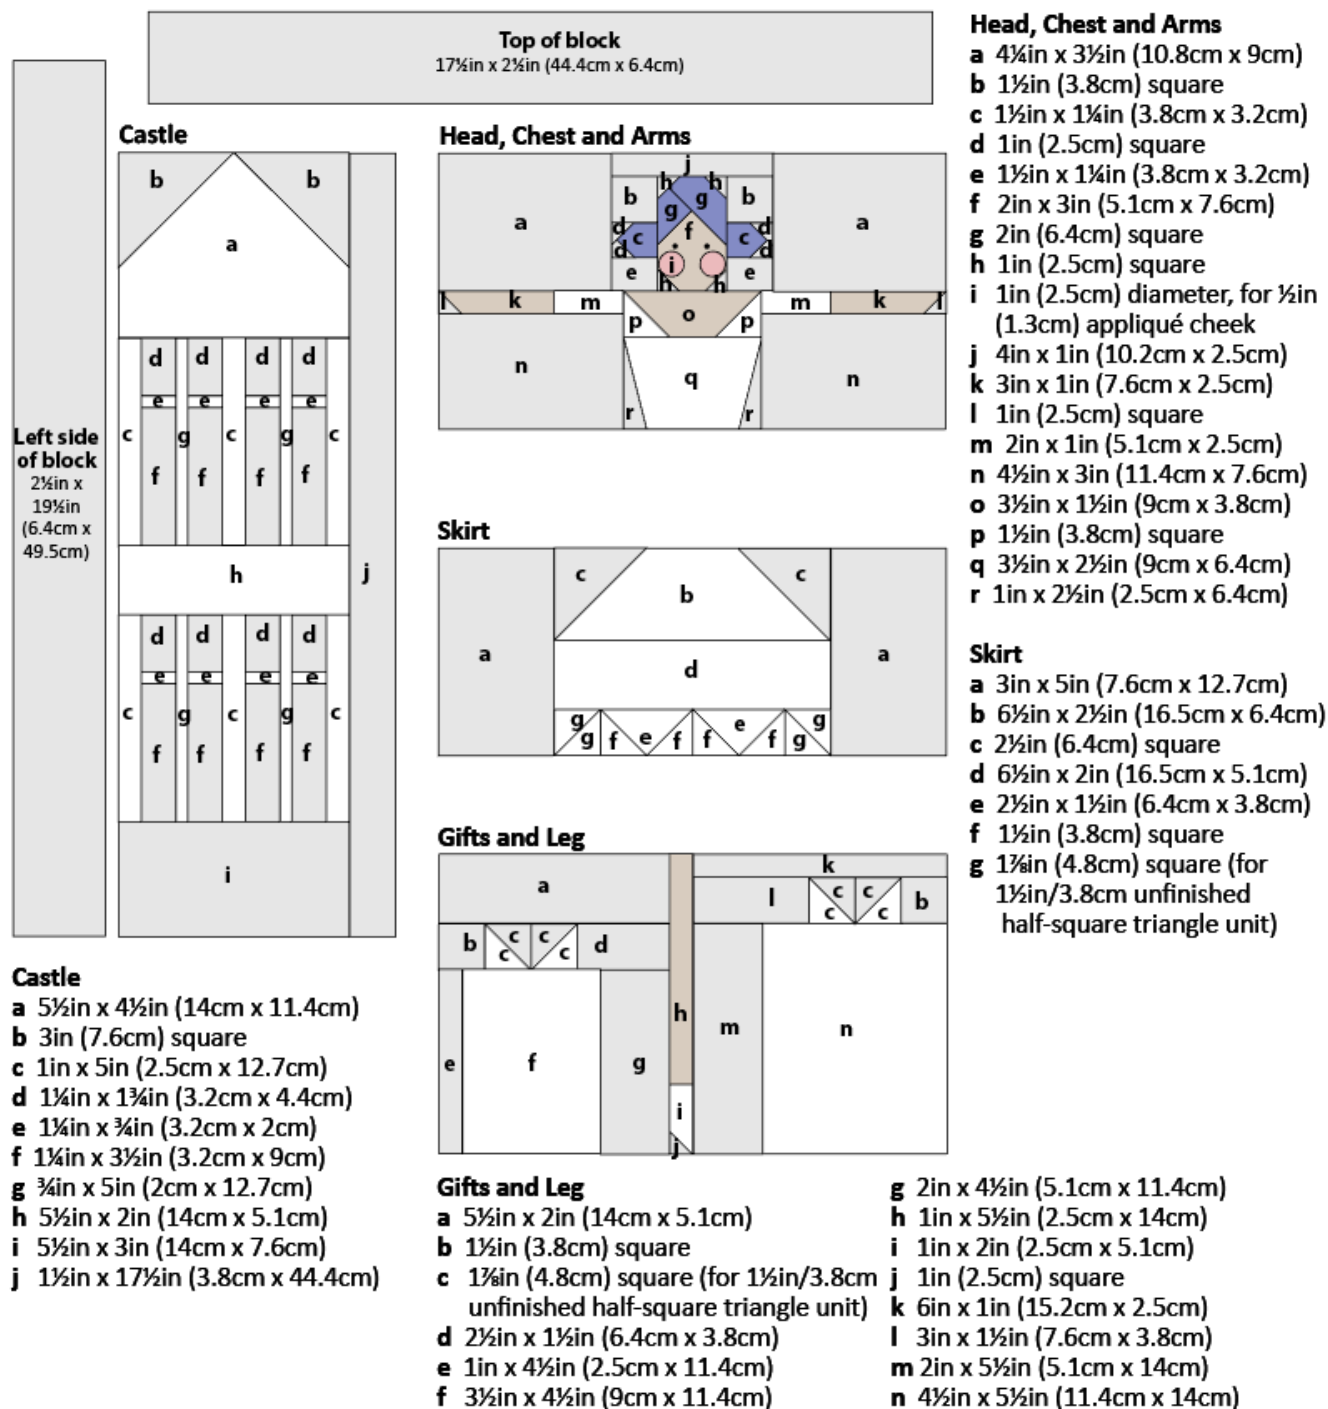 Top of block
17½in x 2½in (44.4cm x 6.4cm)
Left side
of block
2½in x
19½in
(6.4cm x
49.5cm)
Castle
b b
a
d d d d
e e e e
c g c g c
f f f f
h
j
d d d d
e e e e
c g c g c
f f f f
i
Castle
a 5½in x 4½in (14cm x 11.4cm)
b 3in (7.6cm) square
c 1in x 5in (2.5cm x 12.7cm)
d 1¼in x 1¾in (3.2cm x 4.4cm)
e 1¼in x ¾in (3.2cm x 2cm)
f 1¼in x 3½in (3.2cm x 9cm)
g ¾in x 5in (2cm x 12.7cm)
h 5½in x 2in (14cm x 5.1cm)
i 5½in x 3in (14cm x 7.6cm)
j 1½in x 17½in (3.8cm x 44.4cm)
Head, Chest and Arms
j
h h
b g b
a g a
d f d
c c
d d
i
e e
h h
l k m m k l
o
p p
n q n
r r
Skirt
c c
b
a a
d
g e g
g f e f f f g
Gifts and Leg
k
a
l c c b
c c
b c c d
c c
h
m n
e f g
i
j
Gifts and Leg
a 5½in x 2in (14cm x 5.1cm)
b 1½in (3.8cm) square
c 1⅞in (4.8cm) square (for 1½in/3.8cm
unfinished half-square triangle unit)
d 2½in x 1½in (6.4cm x 3.8cm)
e 1in x 4½in (2.5cm x 11.4cm)
f 3½in x 4½in (9cm x 11.4cm)
g 2in x 4½in (5.1cm x 11.4cm)
h 1in x 5½in (2.5cm x 14cm)
i 1in x 2in (2.5cm x 5.1cm)
j 1in (2.5cm) square
k 6in x 1in (15.2cm x 2.5cm)
l 3in x 1½in (7.6cm x 3.8cm)
m 2in x 5½in (5.1cm x 14cm)
n 4½in x 5½in (11.4cm x 14cm)
Head, Chest and Arms
a 4¼in x 3½in (10.8cm x 9cm)
b 1½in (3.8cm) square
c 1½in x 1¼in (3.8cm x 3.2cm)
d 1in (2.5cm) square
e 1½in x 1¼in (3.8cm x 3.2cm)
f 2in x 3in (5.1cm x 7.6cm)
g 2in (6.4cm) square
h 1in (2.5cm) square
i 1in (2.5cm) diameter, for ½in
(1.3cm) appliqué cheek
j 4in x 1in (10.2cm x 2.5cm)
k 3in x 1in (7.6cm x 2.5cm)
l 1in (2.5cm) square
m 2in x 1in (5.1cm x 2.5cm)
n 4½in x 3in (11.4cm x 7.6cm)
o 3½in x 1½in (9cm x 3.8cm)
p 1½in (3.8cm) square
q 3½in x 2½in (9cm x 6.4cm)
r 1in x 2½in (2.5cm x 6.4cm)
Skirt
a 3in x 5in (7.6cm x 12.7cm)
b 6½in x 2½in (16.5cm x 6.4cm)
c 2½in (6.4cm) square
d 6½in x 2in (16.5cm x 5.1cm)
e 2½in x 1½in (6.4cm x 3.8cm)
f 1½in (3.8cm) square
g 1⅞in (4.8cm) square (for
1½in/3.8cm unfinished
half-square triangle unit)